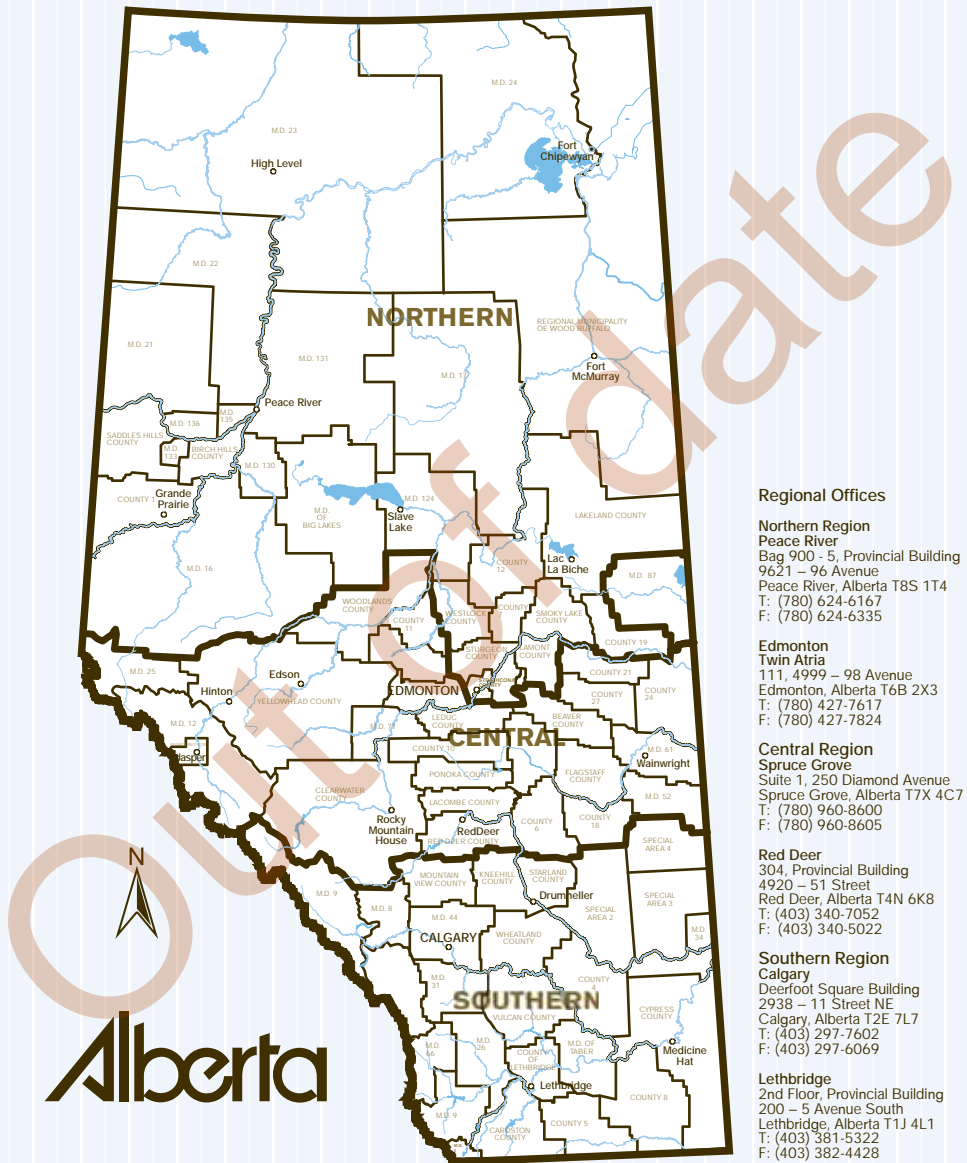 M.D. 24
M.D. 23
Fort
Chipewyan
High Level
M.D. 22
NORTHERN
REGIONAL MUNICIPALITY
OF WOOD BUFFALO
M.D. 21
M.D. 131
M.D. 17
Fort
McMurray
Peace River
M.D.
135
M.D. 136
SADDLES HILLS
COUNTY
M.D.
133
BIRCH HILLS
COUNTY
M.D. 130
COUNTY 1
Grande
Prairie
M.D. 124
M.D.
OF
BIG LAKES
Slave
Lake
LAKELAND COUNTY
M.D. 16
COUNTY
12
Lac
La Biche
M.D. 87
WOODLANDS
COUNTY
COUNTY
11
WESTLOCK
COUNTY
COUNTY
SMOKY LAKE
COUNTY
STURGEON
COUNTY
LAMONT
COUNTY
COUNTY 19
M.D. 25
COUNTY 21
Edson
Hinton
YELLOWHEAD COUNTY
EDMONTON
STRATHCONA
COUNTY
COUNTY
27
COUNTY
24
M.D. 12
LEDUC
COUNTY
BEAVER
COUNTY
CENTRAL
COUNTY 10
Jasper
M.D. 61
Wainwright
PONOKA COUNTY
FLAGSTAFF
COUNTY
CLEARWATER
COUNTY
LACOMBE COUNTY
M.D. 52
Rocky
Mountain
House
RedDeer
RED DEER COUNTY
COUNTY
6
COUNTY
18
SPECIAL
AREA 4
MOUNTAIN
VIEW COUNTY
KNEEHILL
COUNTY
STARLAND
COUNTY
N
M.D. 9
M.D. 8
Drumheller
SPECIAL
AREA 2
SPECIAL
AREA 3
M.D. 44
CALGARY
WHEATLAND
COUNTY
M.D.
34
M.D.
31
COUNTY
4
SOUTHERN
CYPRESS
COUNTY
VULCAN COUNTY
M.D.
66
M.D.
26
COUNTY
OF
LETHBRIDGE
M.D. OF
TABER
Medicine
Hat
Lethbridge
M.D. 9
CARDSTON
COUNTY
COUNTY 5
COUNTY 8
Alberta
Out of date
Regional Offices
Northern Region
Peace River
Bag 900 - 5, Provincial Building
9621 – 96 Avenue
Peace River, Alberta T8S 1T4
T: (780) 624-6167
F: (780) 624-6335
Edmonton
Twin Atria
111, 4999 – 98 Avenue
Edmonton, Alberta T6B 2X3
T: (780) 427-7617
F: (780) 427-7824
Central Region
Spruce Grove
Suite 1, 250 Diamond Avenue
Spruce Grove, Alberta T7X 4C7
T: (780) 960-8600
F: (780) 960-8605
Red Deer
304, Provincial Building
4920 – 51 Street
Red Deer, Alberta T4N 6K8
T: (403) 340-7052
F: (403) 340-5022
Southern Region
Calgary
Deerfoot Square Building
2938 – 11 Street NE
Calgary, Alberta T2E 7L7
T: (403) 297-7602
F: (403) 297-6069
Lethbridge
2nd Floor, Provincial Building
200 – 5 Avenue South
Lethbridge, Alberta T1J 4L1
T: (403) 381-5322
F: (403) 382-4428